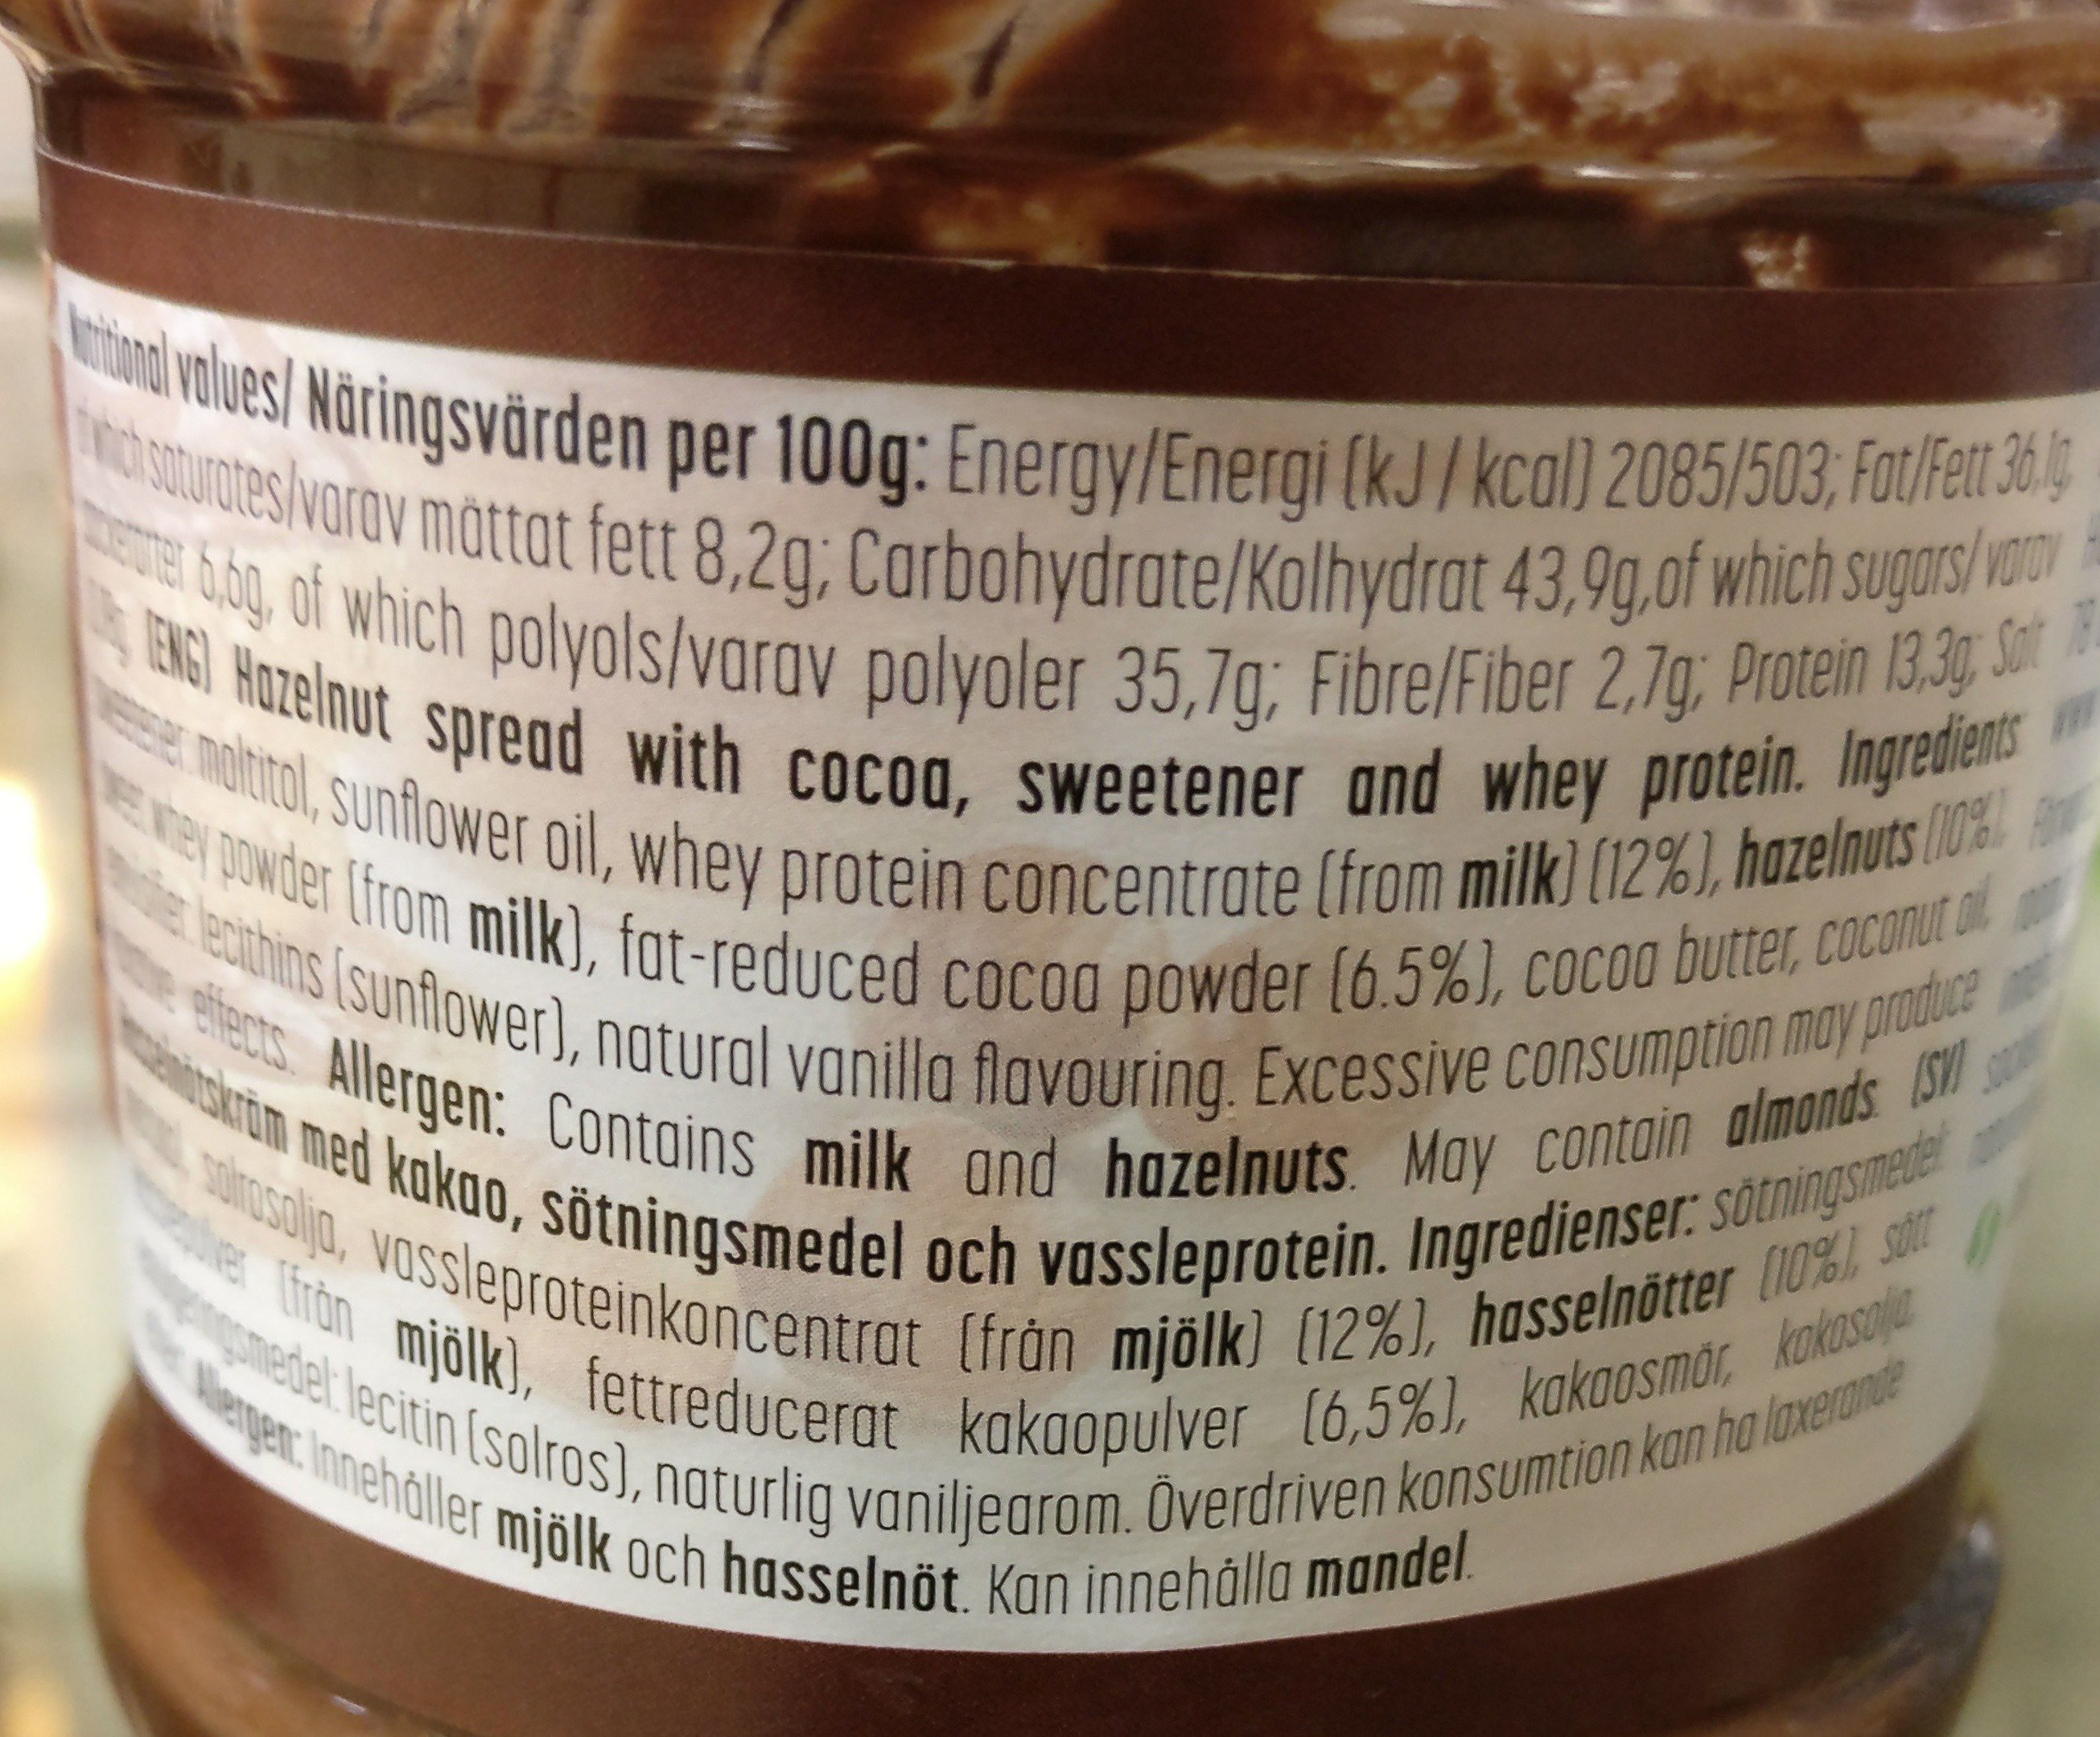 Nutritional values/ Näringsvärden per 100g: Energy/Energi (kJ / kcal) 2085/503; Fat/Fett 36,1g,
of which saturates/varav mättat fett 8,2g; Carbohydrate/Kolhydrat 43,9g,of which sugars/ varav
sockerarter 6,6g, of which polyols/varav polyoler 35,7g; Fibre/Fiber 2,7g; Protein 13,3g; Salt
(ENG) Hazelnut spread with cocoa, sweetener and whey protein. Ingredients
sweetener: maltitol, sunflower oil, whey protein concentrate (from milk) (12%), hazelnuts (10%),
sweet whey powder (from milk), fat-reduced cocoa powder (6.5%), cocoa butter, coconut oil,
emulsifier: lecithins (sunflower), natural vanilla flavouring. Excessive consumption may produce
laxative effects. Allergen: Contains milk and hazelnuts. May contain almonds. (SV)
Hasselnötskräm med kakao, sötningsmedel och vassleprotein. Ingredienser: sötningsmedel:
solrosolja, vassleproteinkoncentrat (från mjölk) (12%), hasselnötter (10%), sött
(från mjölk), fettreducerat kakaopulver (6,5%), kakaosmör, kokosolja,
lecitin (solros), naturlig vaniljearom. Överdriven konsumtion kan ha laxerande
Allergen: Innehåller mjölk och hasselnöt. Kan innehålla mandel.